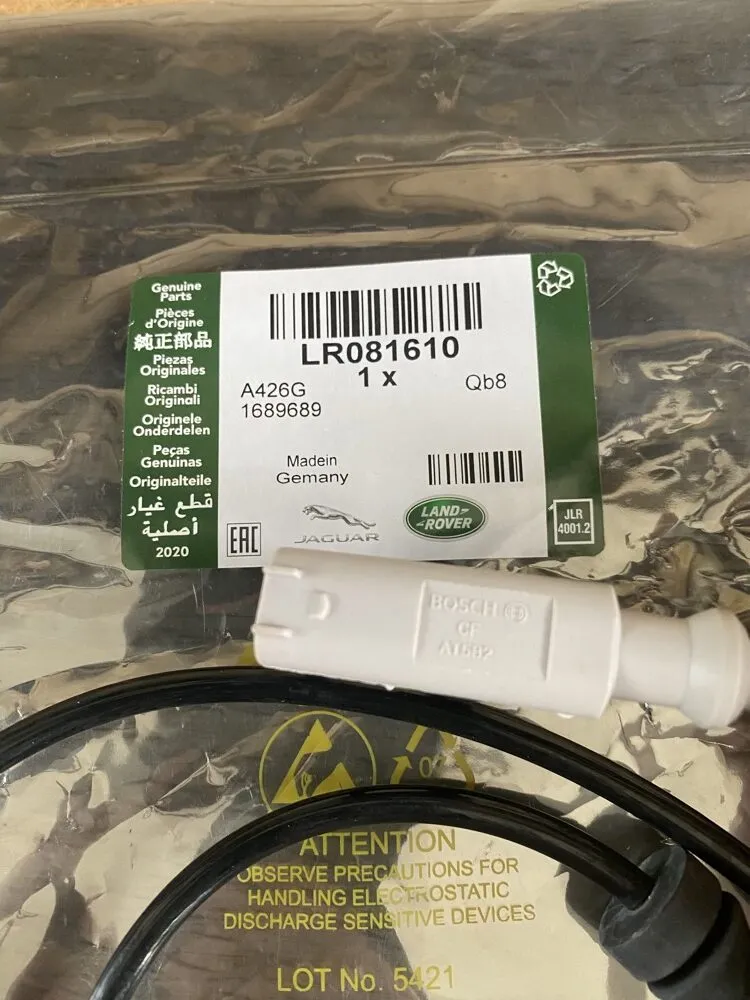 Genuine
Parts
Pièces
d'Origine
純正部品
Piezas
Originales
Ricambi
Originali
Originele
Onderdelen
Peças
Genuinas
Originalteile
قطع غيار
أصلية
2020
LR081610
1 x
A426G
Qb8
1689689
Madein
Gemany
EAC
JAGUAR
LAND-
-ROVER
JLR
4001.2
BOSCH
CF
ATTENTION
OBSERVE PRECAUTIONS FOR
HANDLING ELECTROSTATIC
DISCHARGE SENSITIVE DEVICES
LOT No. 5421